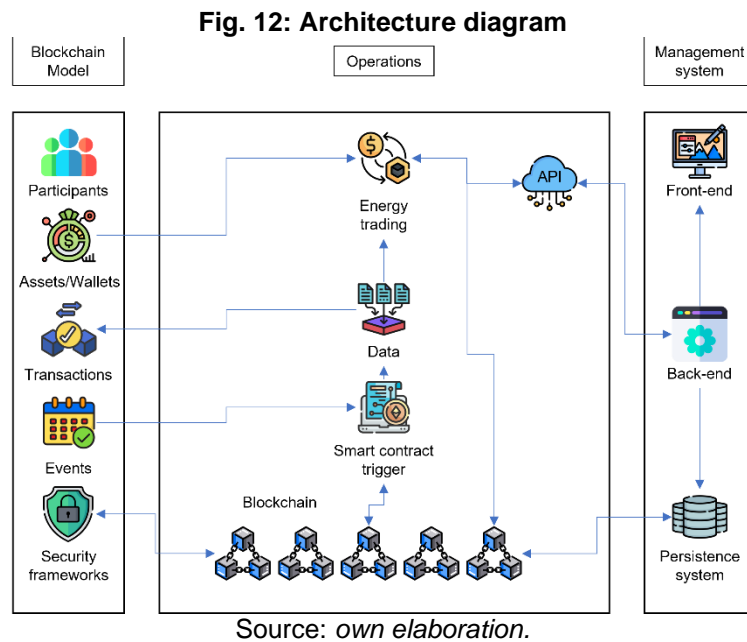 Fig. 12: Architecture diagram
Blockchain
Model
Operations
Management
system
Participants
Assets/Wallets
Transactions
Events
Security
frameworks
Energy
trading
API
Data
Smart contract
trigger
Blockchain
Front-end
Back-end
Persistence
system
Source: own elaboration.